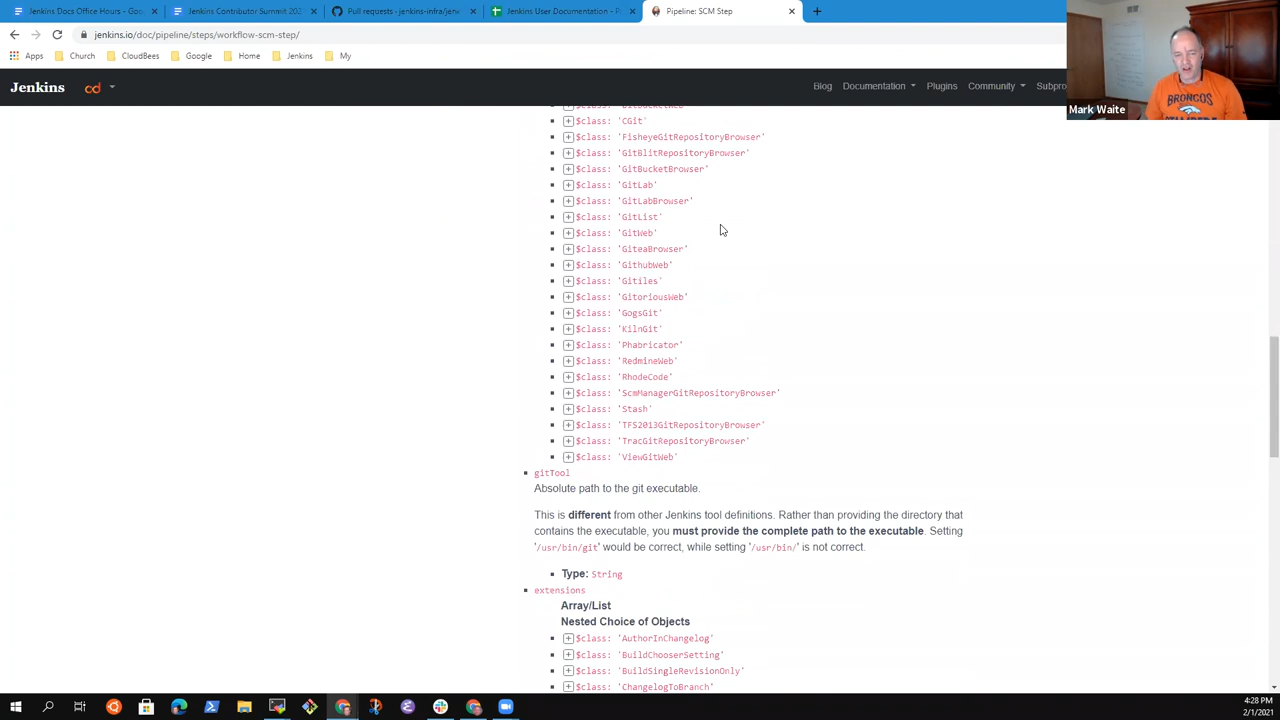 Jenkins Docs Office Hours - Goo
Jenkins Contributor Summit 202
Pull requests · jenkins-infra/jenk
Jenkins User Documentation - P
Pipeline: SCM Step
jenkins.io/doc/pipeline/steps/workflow-scm-step/
Apps
Church
CloudBees
Google
Home
Jenkins
My
Mark Waite
BRONCOS
Jenkins
cd
Blog
Documentation
Plugins
Community
Subpro
$class: 'BitbucketWeb'
$class: 'CGit'
$class: 'FisheyeGitRepositoryBrowser'
$class: 'GitBlitRepositoryBrowser'
$class: 'GitBucketBrowser'
$class: 'GitLab'
$class: 'GitLabBrowser'
$class: 'GitList'
$class: 'GitWeb'
$class: 'GiteaBrowser'
$class: 'GithubWeb'
$class: 'Gitiles'
$class: 'GitoriousWeb'
$class: 'GogsGit'
$class: 'KilnGit'
$class: 'Phabricator'
$class: 'RedmineWeb'
$class: 'RhodeCode'
$class: 'ScmManagerGitRepositoryBrowser'
$class: 'Stash'
$class: 'TFS2013GitRepositoryBrowser'
$class: 'TracGitRepositoryBrowser'
$class: 'ViewGitWeb'
gitTool
Absolute path to the git executable.
This is different from other Jenkins tool definitions. Rather than providing the directory that
contains the executable, you must provide the complete path to the executable. Setting
'/usr/bin/git' would be correct, while setting '/usr/bin/' is not correct.
Type: String
extensions
Array/List
Nested Choice of Objects
$class: 'AuthorInChangelog'
$class: 'BuildChooserSetting'
$class: 'BuildSingleRevisionOnly'
$class: 'ChangelogToBranch'
4:28 PM
2/1/2021